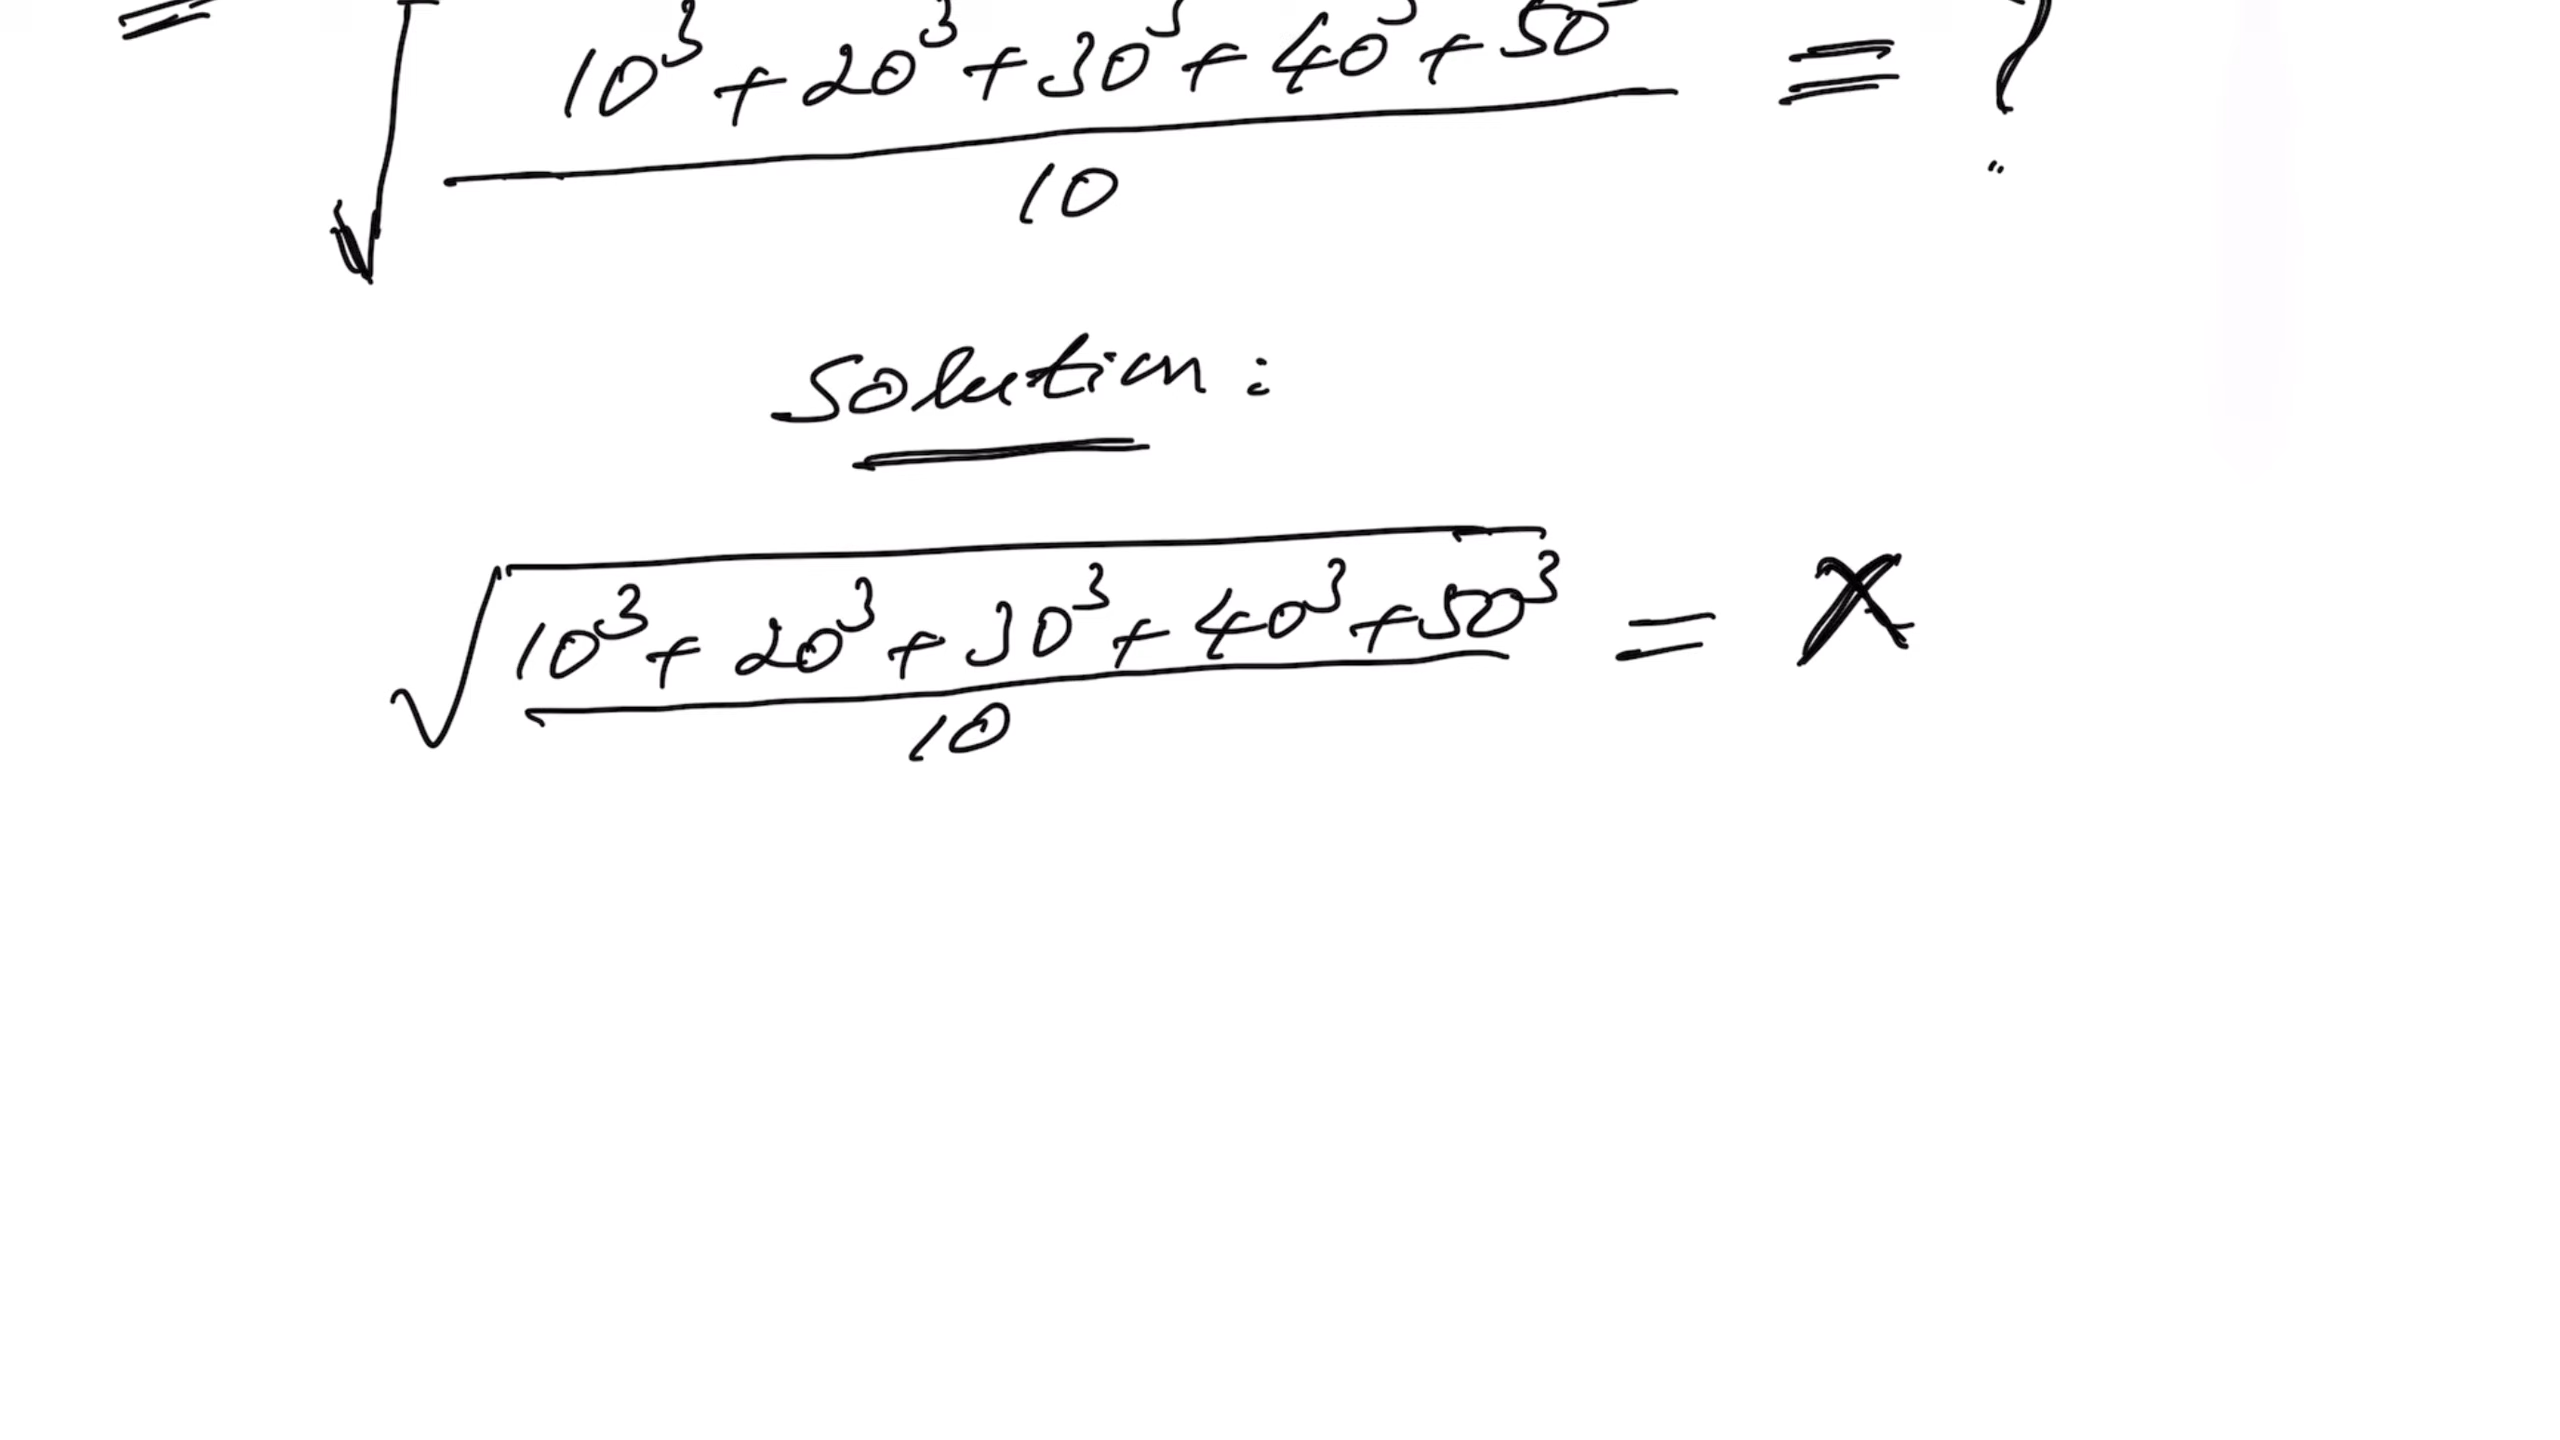 = √(10³ + 20³ + 30³ + 40³ + 50³ / 10) = ?
Solution:
√(10³ + 20³ + 30³ + 40³ + 50³ / 10) = X